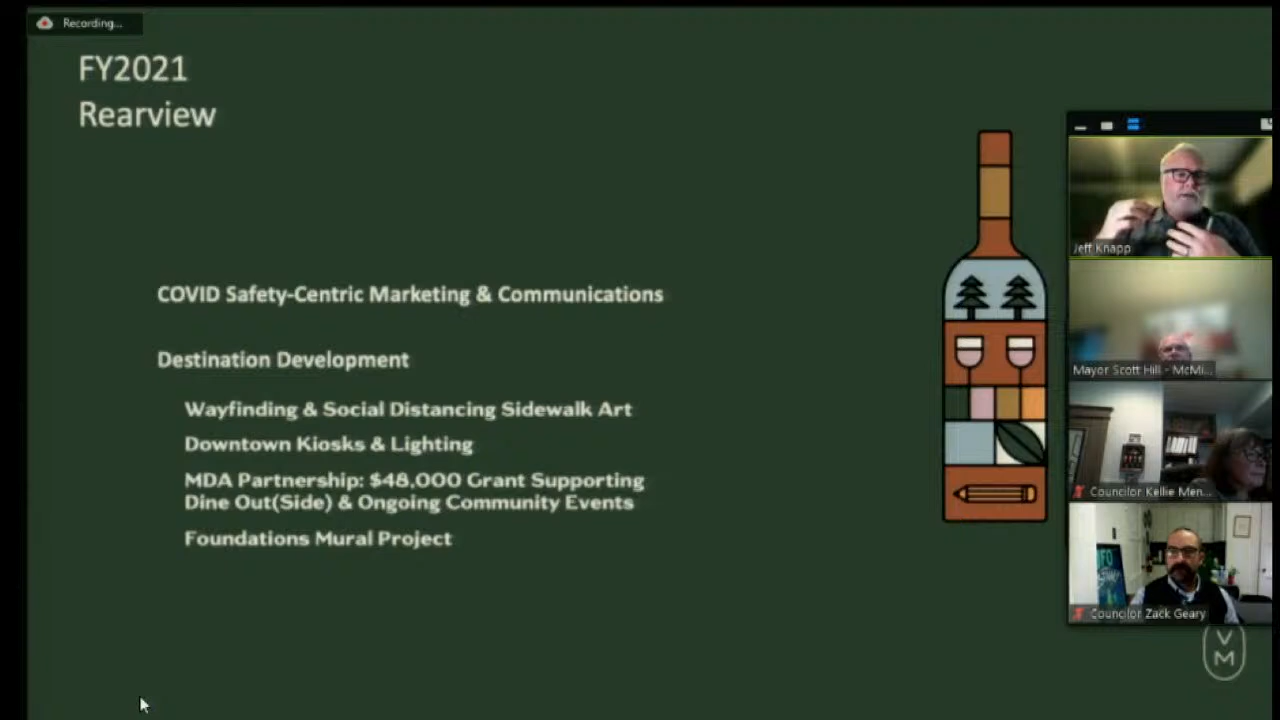 Recording...
FY2021
Rearview
COVID Safety-Centric Marketing & Communications
Destination Development
Wayfinding & Social Distancing Sidewalk Art
Downtown Kiosks & Lighting
MDA Partnership: $48,000 Grant Supporting
Dine Out(Side) & Ongoing Community Events
Foundations Mural Project
Jeff Knapp
Mayor Scott Hill - McMi...
Councilor Kellie Men...
Councilor Zack Geary
V
M